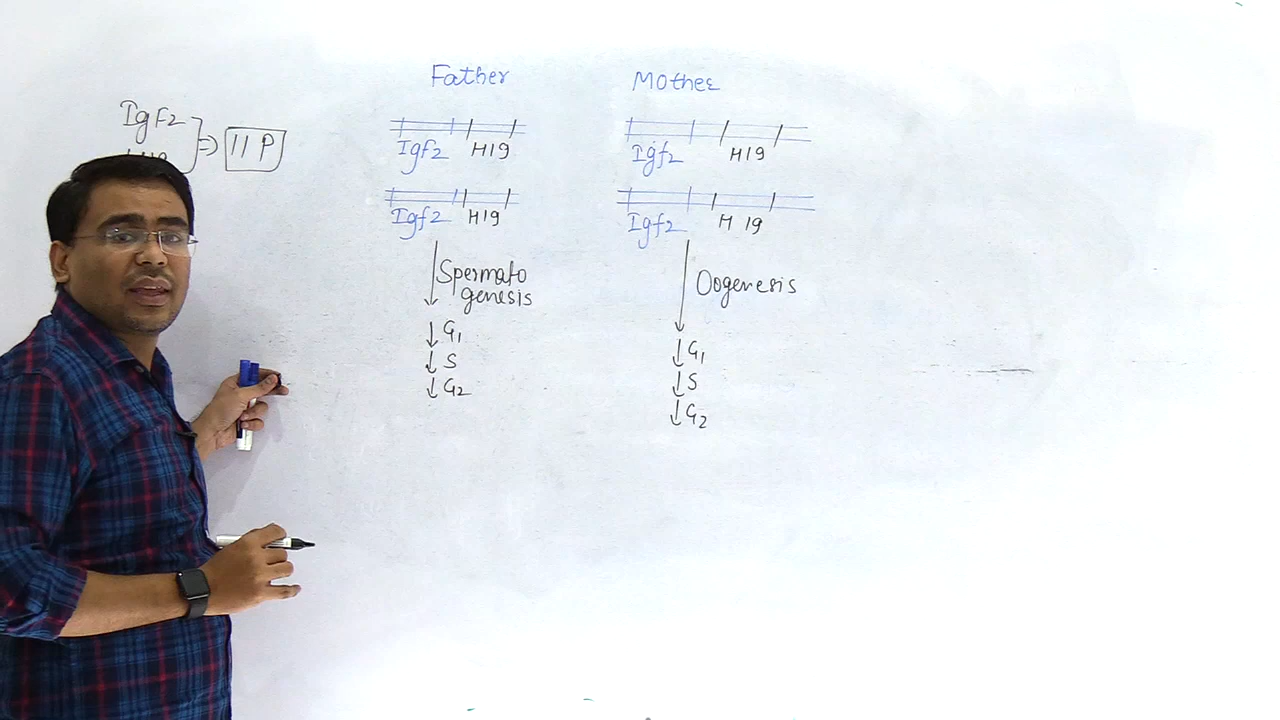 Father
Mother
Igf2
11 P
Igf2 H19
Igf2 H19
Igf2 H19
Igf2 H19
Spermato
genesis
Oogenesis
G1
S
G2
G1
S
G2